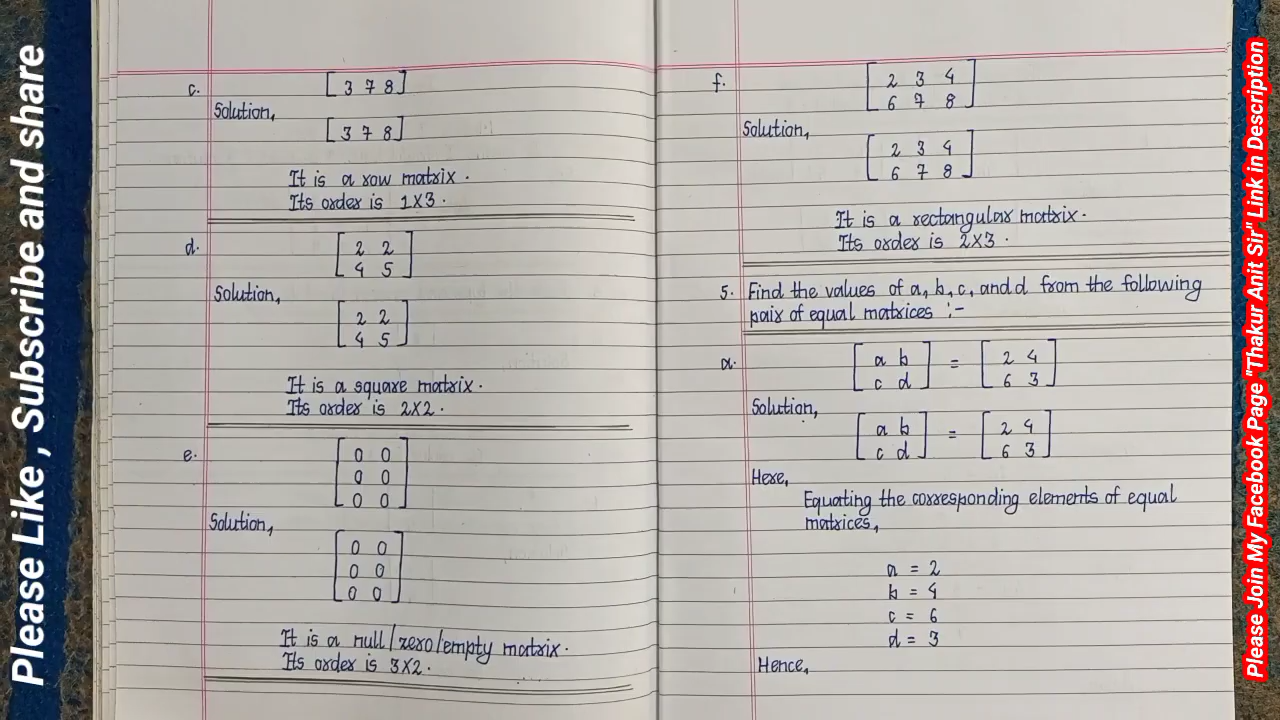 Please Like , Subscribe and share
c.
[ 3 7 8 ]
Solution,
[ 3 7 8 ]
It is a row matrix.
Its order is 1X3.
d.
2 2
4 5
Solution,
2 2
4 5
It is a square matrix.
Its order is 2X2.
e.
0 0
0 0
0 0
Solution,
0 0
0 0
0 0
It is a null/zero/empty matrix.
Its order is 3X2.
f.
2 3 4
6 7 8
Solution,
2 3 4
6 7 8
It is a rectangular matrix.
Its order is 2X3.
5. Find the values of a, b, c, and d from the following
pair of equal matrices :-
a.
a b = 2 4
c d 6 3
Solution,
a b = 2 4
c d 6 3
Here,
Equating the corresponding elements of equal
matrices,
a = 2
b = 4
c = 6
d = 3
Hence,
Please Join My Facebook Page "Thakur Anit Sir" Link in Description